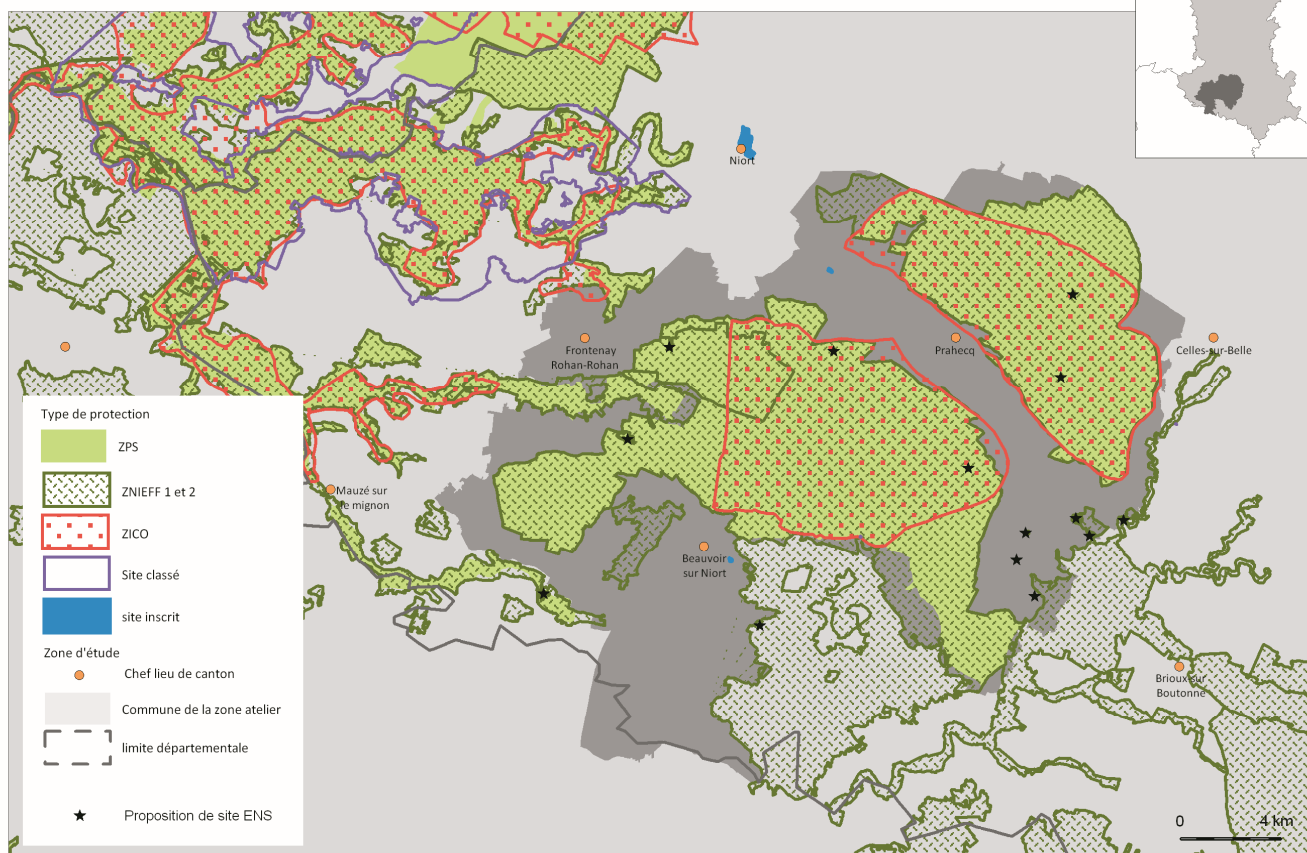 Niort
Frontenay
Rohan-Rohan
Prahecq
Celles-sur-Belle
Mauzé sur
le mignon
Beauvoir
sur Niort
Brioux-sur
Boutonne
Type de protection
ZPS
ZNIEFF 1 et 2
ZICO
Site classé
site inscrit
Zone d'étude
Chef lieu de canton
Commune de la zone atelier
limite départementale
Proposition de site ENS
0 4 km